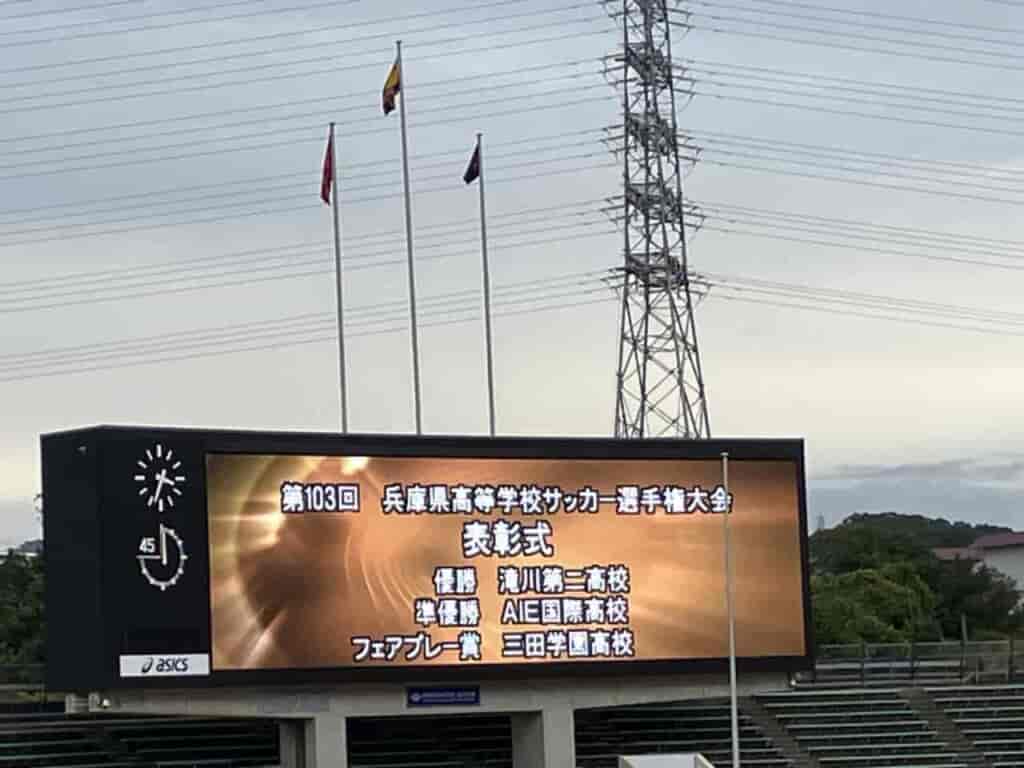 第103回 兵庫県高等学校サッカー選手権大会
表彰式
優勝 滝川第二高校
準優勝 AIE国際高校
フェアプレー賞 三田学園高校
45
asics